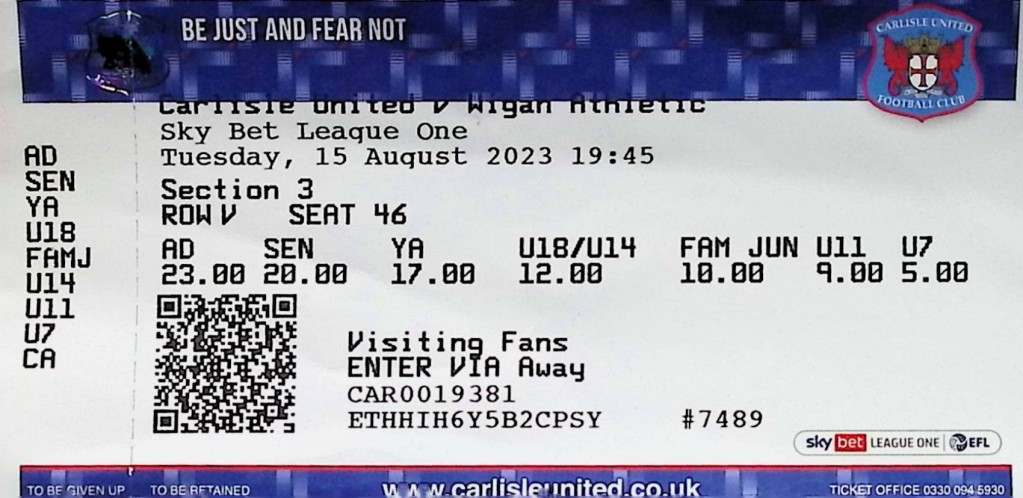 BE JUST AND FEAR NOT
CARLISLE UNITED
FOOTBALL CLUB
Carlisle United v Wigan Athletic
Sky Bet League One
Tuesday, 15 August 2023 19:45
Section 3
ROW V SEAT 46
AD SEN YA U18/U14 FAM JUN U11 U7
23.00 20.00 17.00 12.00 10.00 9.00 5.00
AD
SEN
YA
U18
FAMJ
U14
U11
U7
CA
Visiting Fans
ENTER VIA Away
CAR0019381
ETHHIH6Y5B2CPSY #7489
sky bet LEAGUE ONE EFL
TO BE GIVEN UP TO BE RETAINED www.carlisleunited.co.uk TICKET OFFICE 0330 094 5930